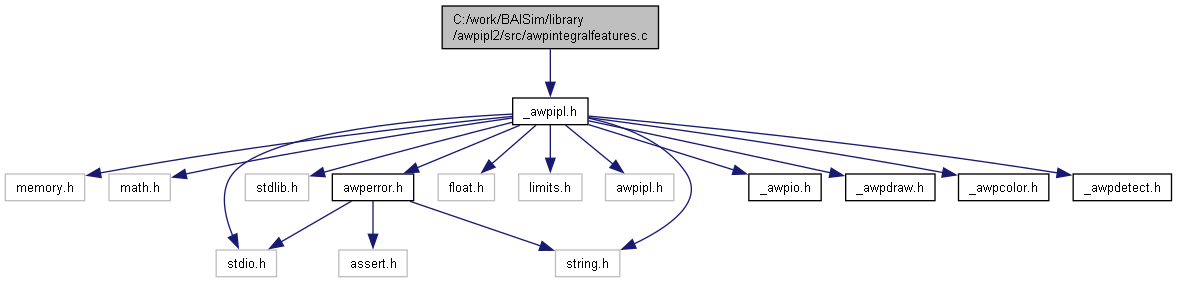 C:/work/BAISim/library
/awpipl2/src/awpintegralfeatures.c
_awpipl.h
memory.h
math.h
stdlib.h
awperror.h
float.h
limits.h
awpipl.h
_awpio.h
_awpdraw.h
_awpcolor.h
_awpdetect.h
stdio.h
assert.h
string.h